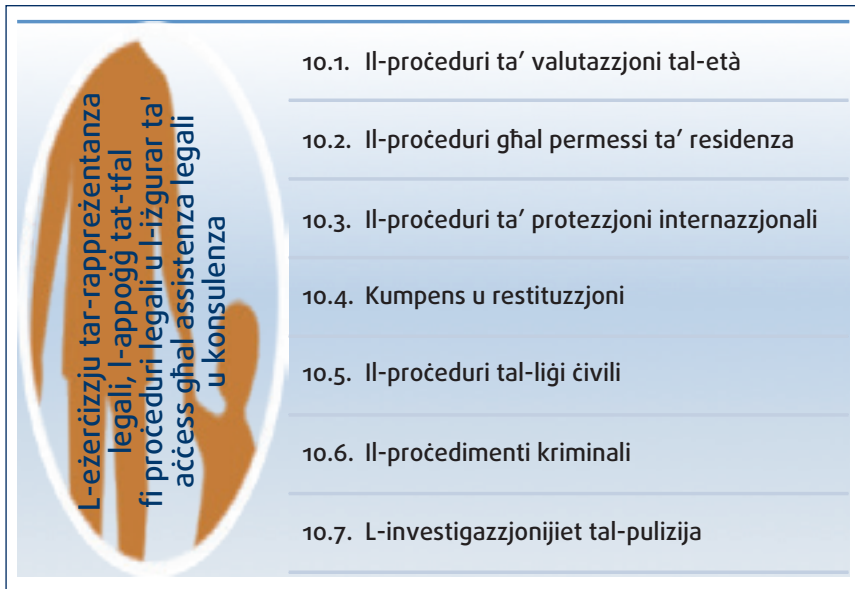 L-eżerċizzju tar-rappreżentanza
legali, l-appoġġ tat-tfal
fi proċeduri legali u l-iżgurar ta'
aċċess għal assistenza legali
u konsulenza
10.1. Il-proċeduri ta’ valutazzjoni tal-età
10.2. Il-proċeduri għal permessi ta’ residenza
10.3. Il-proċeduri ta’ protezzjoni internazzjonali
10.4. Kumpens u restituzzjoni
10.5. Il-proċeduri tal-liġi ċivili
10.6. Il-proċedimenti kriminali
10.7. L-investigazzjonijiet tal-pulizija